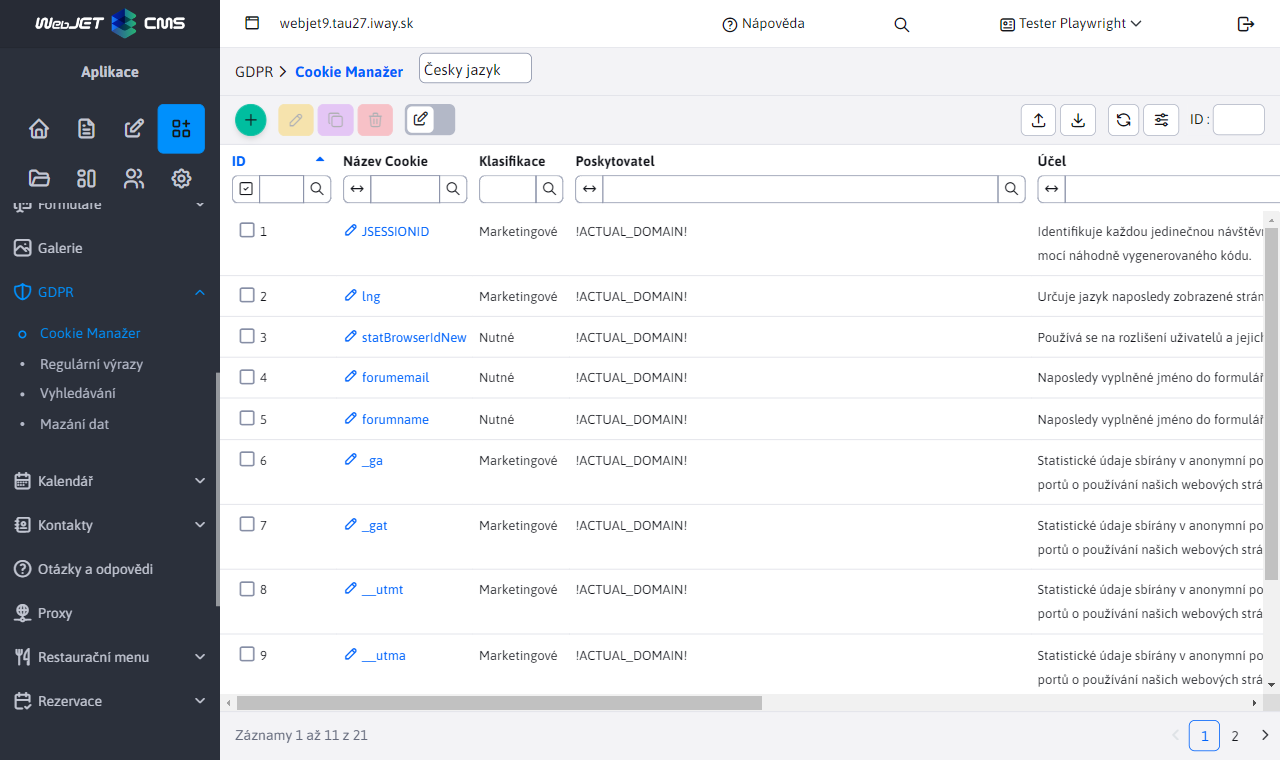 WebJET CMS
webjet9.tau27.iway.sk
Nápověda
Tester Playwright
Aplikace
GDPR
Cookie Manažer
Česky jazyk
ID :
ID
Název Cookie
Klasifikace
Poskytovatel
Účel
Formuláře
Galerie
GDPR
Cookie Manažer
Regulární výrazy
Vyhledávání
Mazání dat
Kalendář
Kontakty
Otázky a odpovědi
Proxy
Restaurační menu
Rezervace
1 JSESSIONID Marketingové !ACTUAL_DOMAIN! Identifikuje každou jedinečnou návštěv
mocí náhodně vygenerovaného kódu.
2 lng Marketingové !ACTUAL_DOMAIN! Určuje jazyk naposledy zobrazené strán
3 statBrowserIdNew Nutné !ACTUAL_DOMAIN! Používá se na rozlišení uživatelů a jejich
4 forumemail Nutné !ACTUAL_DOMAIN! Naposledy vyplněné jméno do formulář
5 forumname Nutné !ACTUAL_DOMAIN! Naposledy vyplněné jméno do formulář
6 _ga Marketingové !ACTUAL_DOMAIN! Statistické údaje sbírány v anonymní po
portů o používání našich webových strá
7 _gat Marketingové !ACTUAL_DOMAIN! Statistické údaje sbírány v anonymní po
portů o používání našich webových strá
8 __utmt Marketingové !ACTUAL_DOMAIN! Statistické údaje sbírány v anonymní po
portů o používání našich webových strá
9 __utma Marketingové !ACTUAL_DOMAIN! Statistické údaje sbírány v anonymní po
portů o používání našich webových strá
Záznamy 1 až 11 z 21
1 2